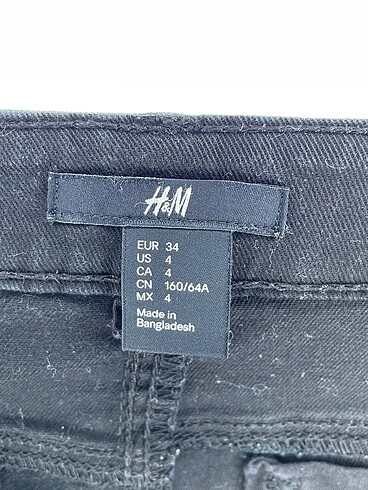 H&M
EUR 34
US 4
CA 4
CN 160/64A
MX 4
Made in
Bangladesh